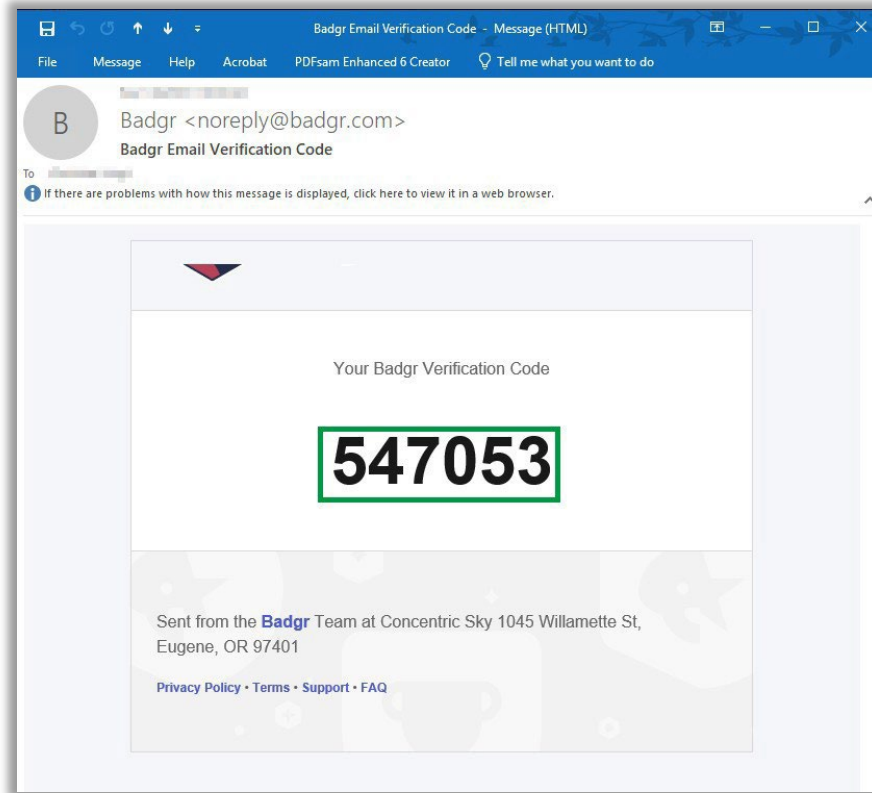 Badgr Email Verification Code - Message (HTML)
File Message Help Acrobat PDFsam Enhanced 6 Creator Tell me what you want to do
B
Badgr <noreply@badgr.com>
Badgr Email Verification Code
To
If there are problems with how this message is displayed, click here to view it in a web browser.
Your Badgr Verification Code
547053
Sent from the Badgr Team at Concentric Sky 1045 Willamette St,
Eugene, OR 97401
Privacy Policy • Terms • Support • FAQ